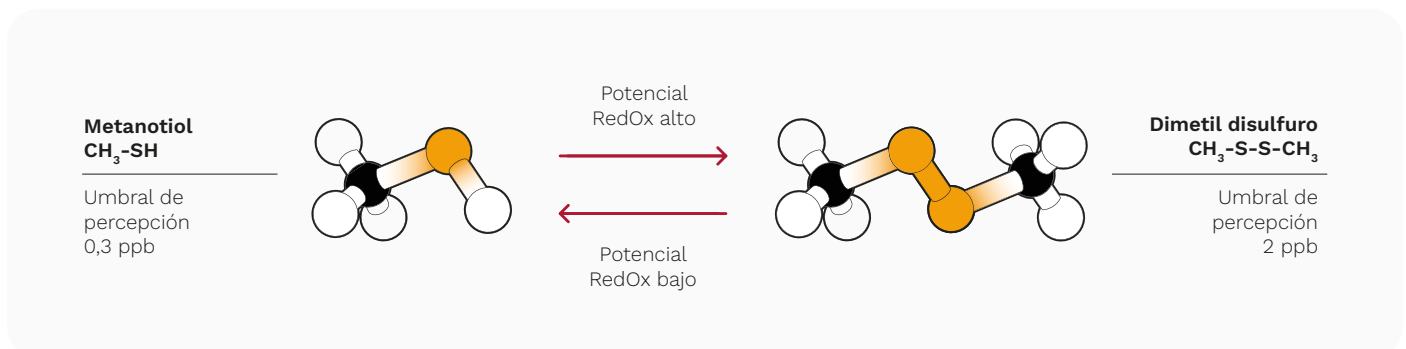 Metanotiol
CH₃-SH
Umbral de
percepción
0,3 ppb
Potencial
RedOx alto
Potencial
RedOx bajo
Dimetil disulfuro
CH₃-S-S-CH₃
Umbral de
percepción
2 ppb